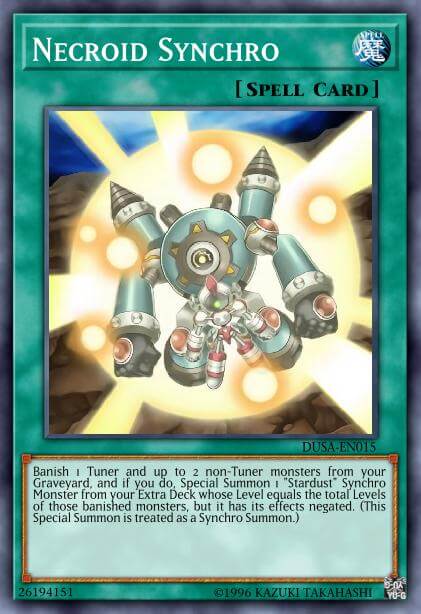 Necroid Synchro
[Spell Card]
DUSA-EN015
Banish 1 Tuner and up to 2 non-Tuner monsters from your
Graveyard, and if you do, Special Summon 1 "Stardust" Synchro
Monster from your Extra Deck whose Level equals the total Levels
of those banished monsters, but it has its effects negated. (This
Special Summon is treated as a Synchro Summon.)
26194151
©1996 KAZUKI TAKAHASHI